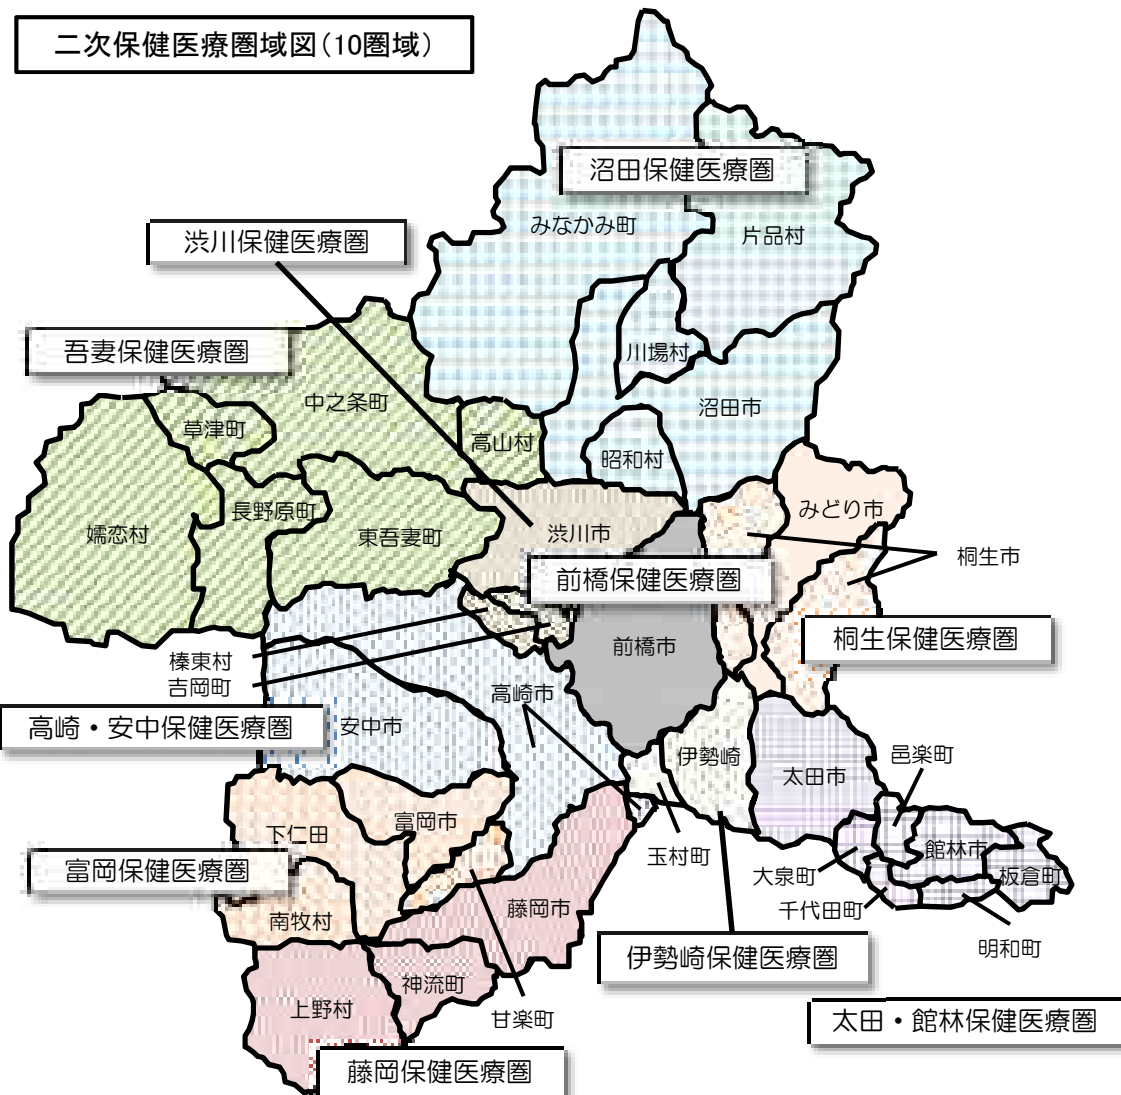 二次保健医療圏域図(10圏域)
沼田保健医療圏
みなかみ町
片品村
渋川保健医療圏
吾妻保健医療圏
川場村
中之条町
沼田市
草津町
高山村
昭和村
長野原町
みどり市
嬬恋村
東吾妻町
渋川市
桐生市
前橋保健医療圏
桐生保健医療圏
前橋市
榛東村
吉岡町
高崎市
高崎・安中保健医療圏
安中市
伊勢崎
邑楽町
太田市
下仁田
富岡市
玉村町
館林市
富岡保健医療圏
大泉町
板倉町
南牧村
藤岡市
千代田町
明和町
伊勢崎保健医療圏
神流町
上野村
甘楽町
太田・館林保健医療圏
藤岡保健医療圏